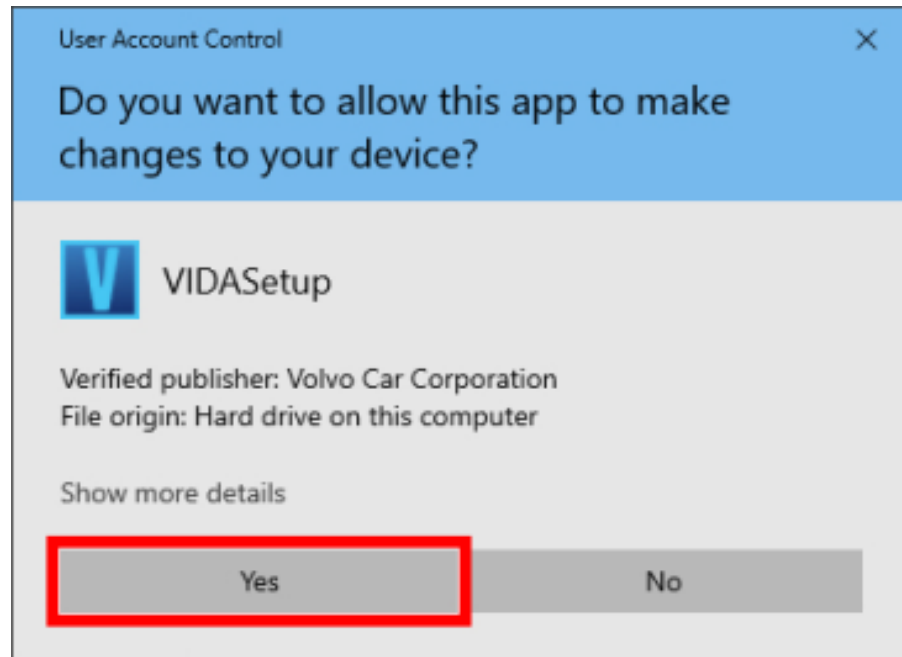 User Account Control
Do you want to allow this app to make
changes to your device?
V
VIDASetup
Verified publisher: Volvo Car Corporation
File origin: Hard drive on this computer
Show more details
Yes
No